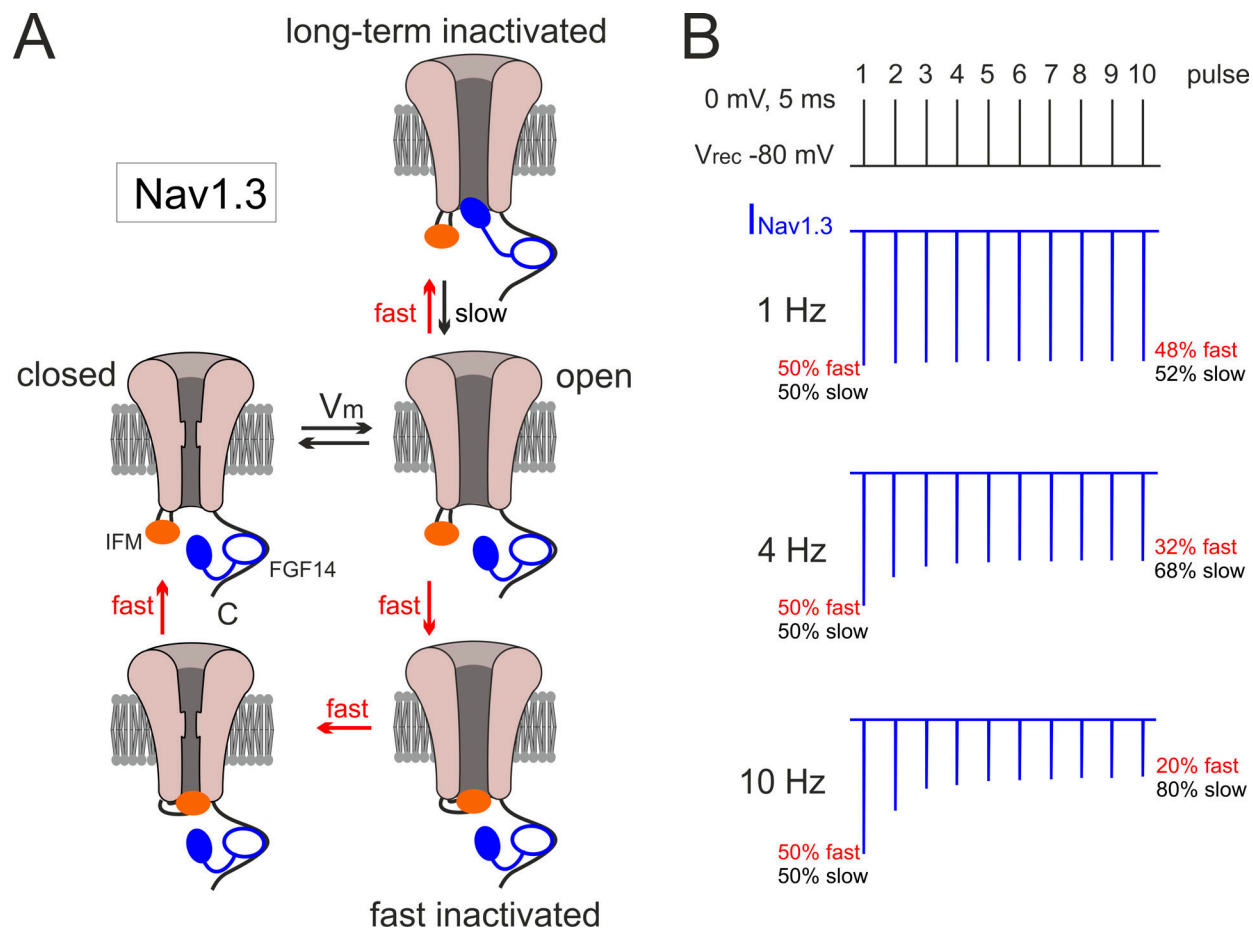 A
long-term inactivated
Nav1.3
fast
slow
closed
open
Vm
IFM
FGF14
C
fast
fast
fast
fast inactivated
B
1 2 3 4 5 6 7 8 9 10 pulse
0 mV, 5 ms
Vrec -80 mV
INav1.3
1 Hz
50% fast
50% slow
48% fast
52% slow
4 Hz
50% fast
50% slow
32% fast
68% slow
10 Hz
50% fast
50% slow
20% fast
80% slow